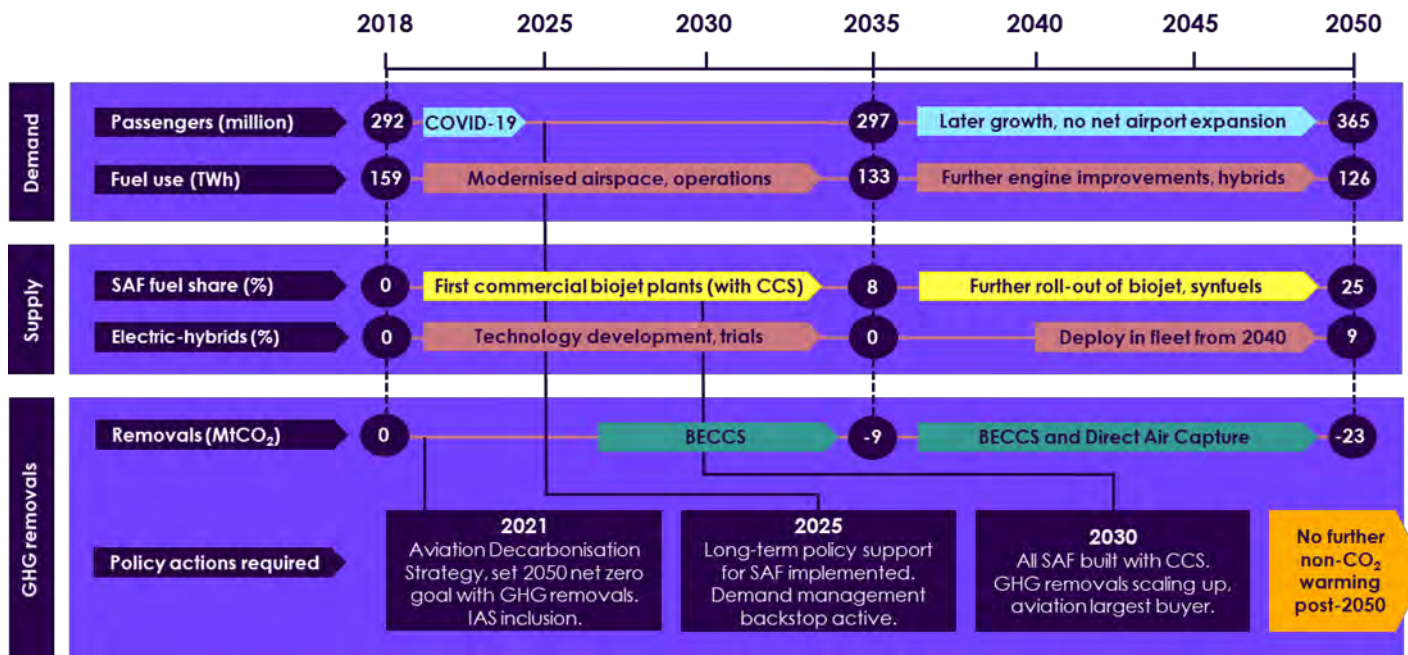 2018 2025 2030 2035 2040 2045 2050
Demand
Passengers (million) 292 COVID-19 297 Later growth, no net airport expansion 365
Fuel use (TWh) 159 Modernised airspace, operations 133 Further engine improvements, hybrids 126
Supply
SAF fuel share (%) 0 First commercial biojet plants (with CCS) 8 Further roll-out of biojet, synfuels 25
Electric-hybrids (%) 0 Technology development, trials 0 Deploy in fleet from 2040 9
GHG removals
Removals (MtCO₂) 0 BECCS -9 BECCS and Direct Air Capture -23
Policy actions required
2021
Aviation Decarbonisation
Strategy, set 2050 net zero
goal with GHG removals.
IAS inclusion.
2025
Long-term policy support
for SAF implemented.
Demand management
backstop active.
2030
All SAF built with CCS.
GHG removals scaling up,
aviation largest buyer.
No further
non-CO₂
warming
post-2050